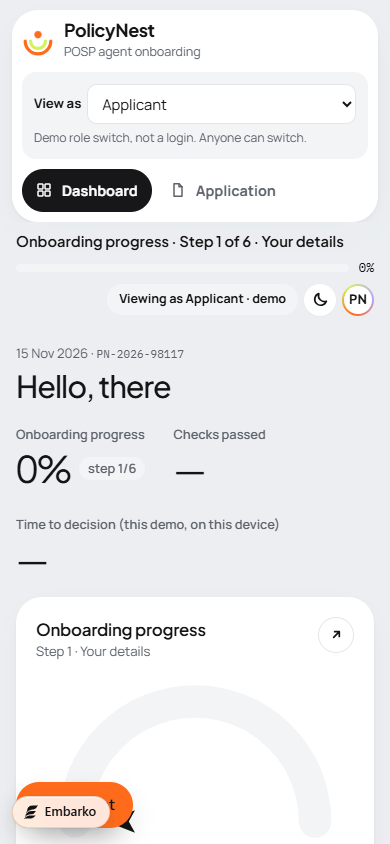 PolicyNest
POSP agent onboarding
View as
Applicant
Demo role switch, not a login. Anyone can switch.
Dashboard
Application
Onboarding progress · Step 1 of 6 · Your details
0%
Viewing as Applicant · demo
PN
15 Nov 2026 · PN-2026-98117
Hello, there
Onboarding progress
Checks passed
0%
step 1/6
—
Time to decision (this demo, on this device)
—
Onboarding progress
Step 1 · Your details
Embarko